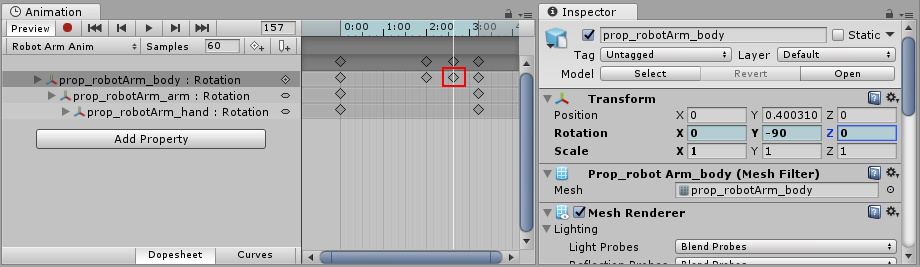 Animation
Preview 157 0:00 1:00 2:00 3:00 4
Robot Arm Anim Samples 60
prop_robotArm_body : Rotation
prop_robotArm_arm : Rotation
prop_robotArm_hand : Rotation
Add Property
Dopesheet Curves
Inspector
prop_robotArm_body Static
Tag Untagged Layer Default
Model Select Revert Open
Transform
Position X 0 Y 0.400310 Z 0
Rotation X 0 Y -90 Z 0
Scale X 1 Y 1 Z 1
Prop_robot Arm_body (Mesh Filter)
Mesh prop_robotArm_body
Mesh Renderer
Lighting
Light Probes Blend Probes
Reflection Probes Blend Probes